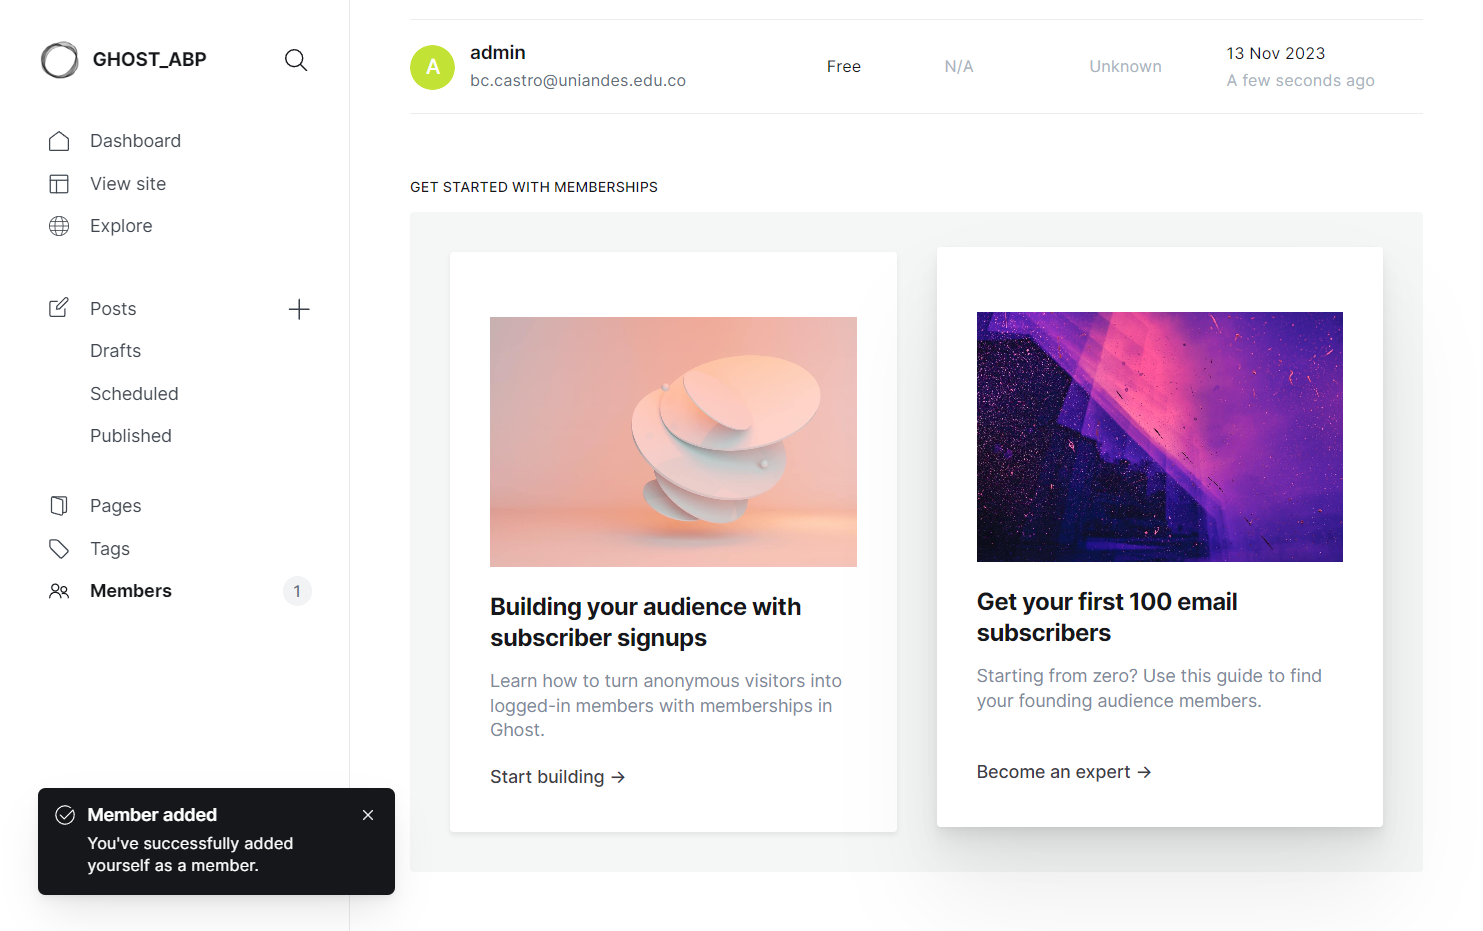 GHOST_ABP
Dashboard
View site
Explore
Posts
Drafts
Scheduled
Published
Pages
Tags
Members 1
Member added
You've successfully added
yourself as a member.
A
admin
bc.castro@uniandes.edu.co
Free
N/A
Unknown
13 Nov 2023
A few seconds ago
GET STARTED WITH MEMBERSHIPS
Building your audience with
subscriber signups
Learn how to turn anonymous visitors into
logged-in members with memberships in
Ghost.
Start building →
Get your first 100 email
subscribers
Starting from zero? Use this guide to find
your founding audience members.
Become an expert →